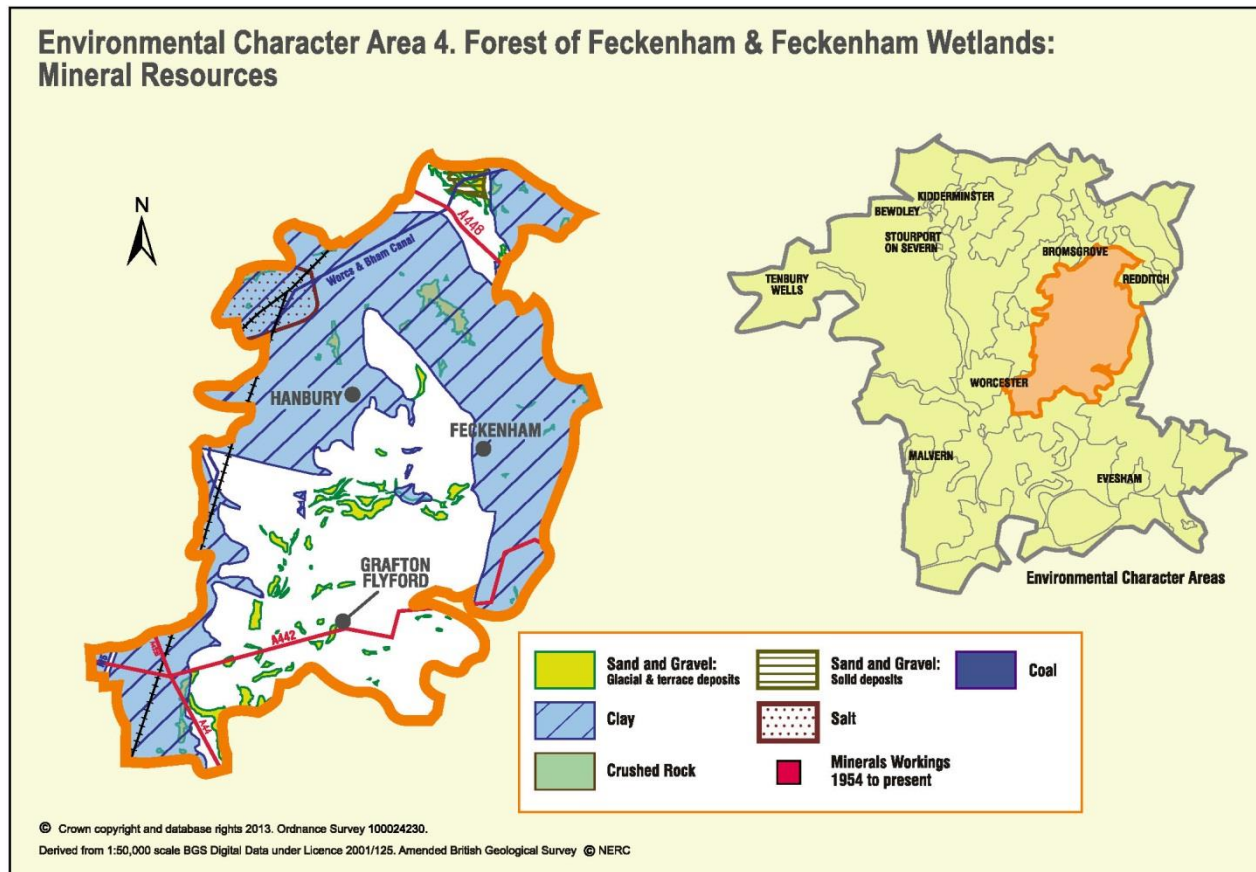 Environmental Character Area 4. Forest of Feckenham & Feckenham Wetlands:
Mineral Resources
N
A448
Worcs & Bham Canal
HANBURY
FECKENHAM
GRAFTON
FLYFORD
A442
A44
KIDDERMINSTER
BEWDLEY
STOURPORT
ON SEVERN
BROMSGROVE
REDDITCH
TENBURY
WELLS
WORCESTER
MALVERN
EVESHAM
Environmental Character Areas
Sand and Gravel:
Glacial & terrace deposits
Sand and Gravel:
Solid deposits
Coal
Clay
Salt
Crushed Rock
Minerals Workings
1954 to present
© Crown copyright and database rights 2013. Ordnance Survey 100024230.
Derived from 1:50,000 scale BGS Digital Data under Licence 2001/125. Amended British Geological Survey © NERC